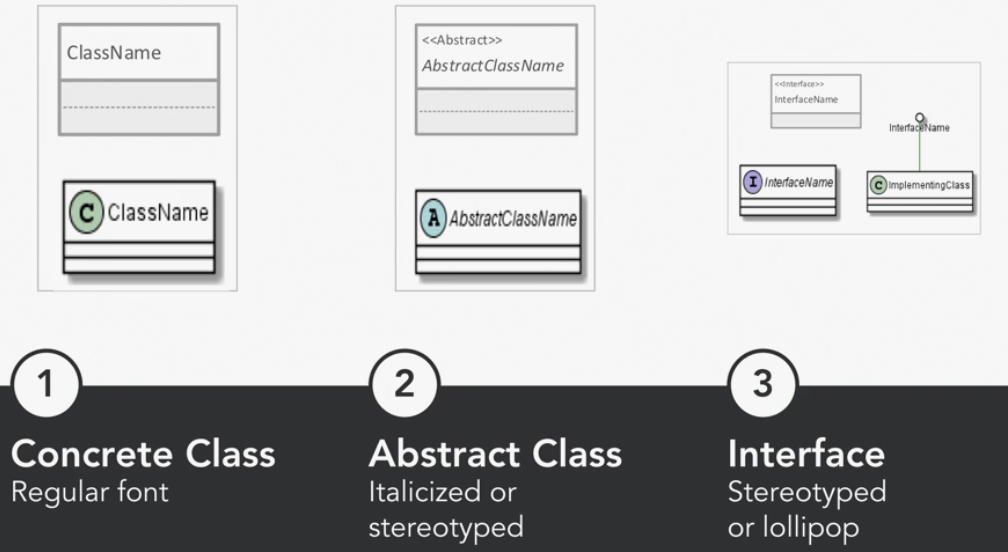 ClassName
C ClassName
<<Abstract>>
AbstractClassName
A AbstractClassName
<<Interface>>
InterfaceName
InterfaceName
I InterfaceName
C ImplementingClass
1
Concrete Class
Regular font
2
Abstract Class
Italicized or
stereotyped
3
Interface
Stereotyped
or lollipop